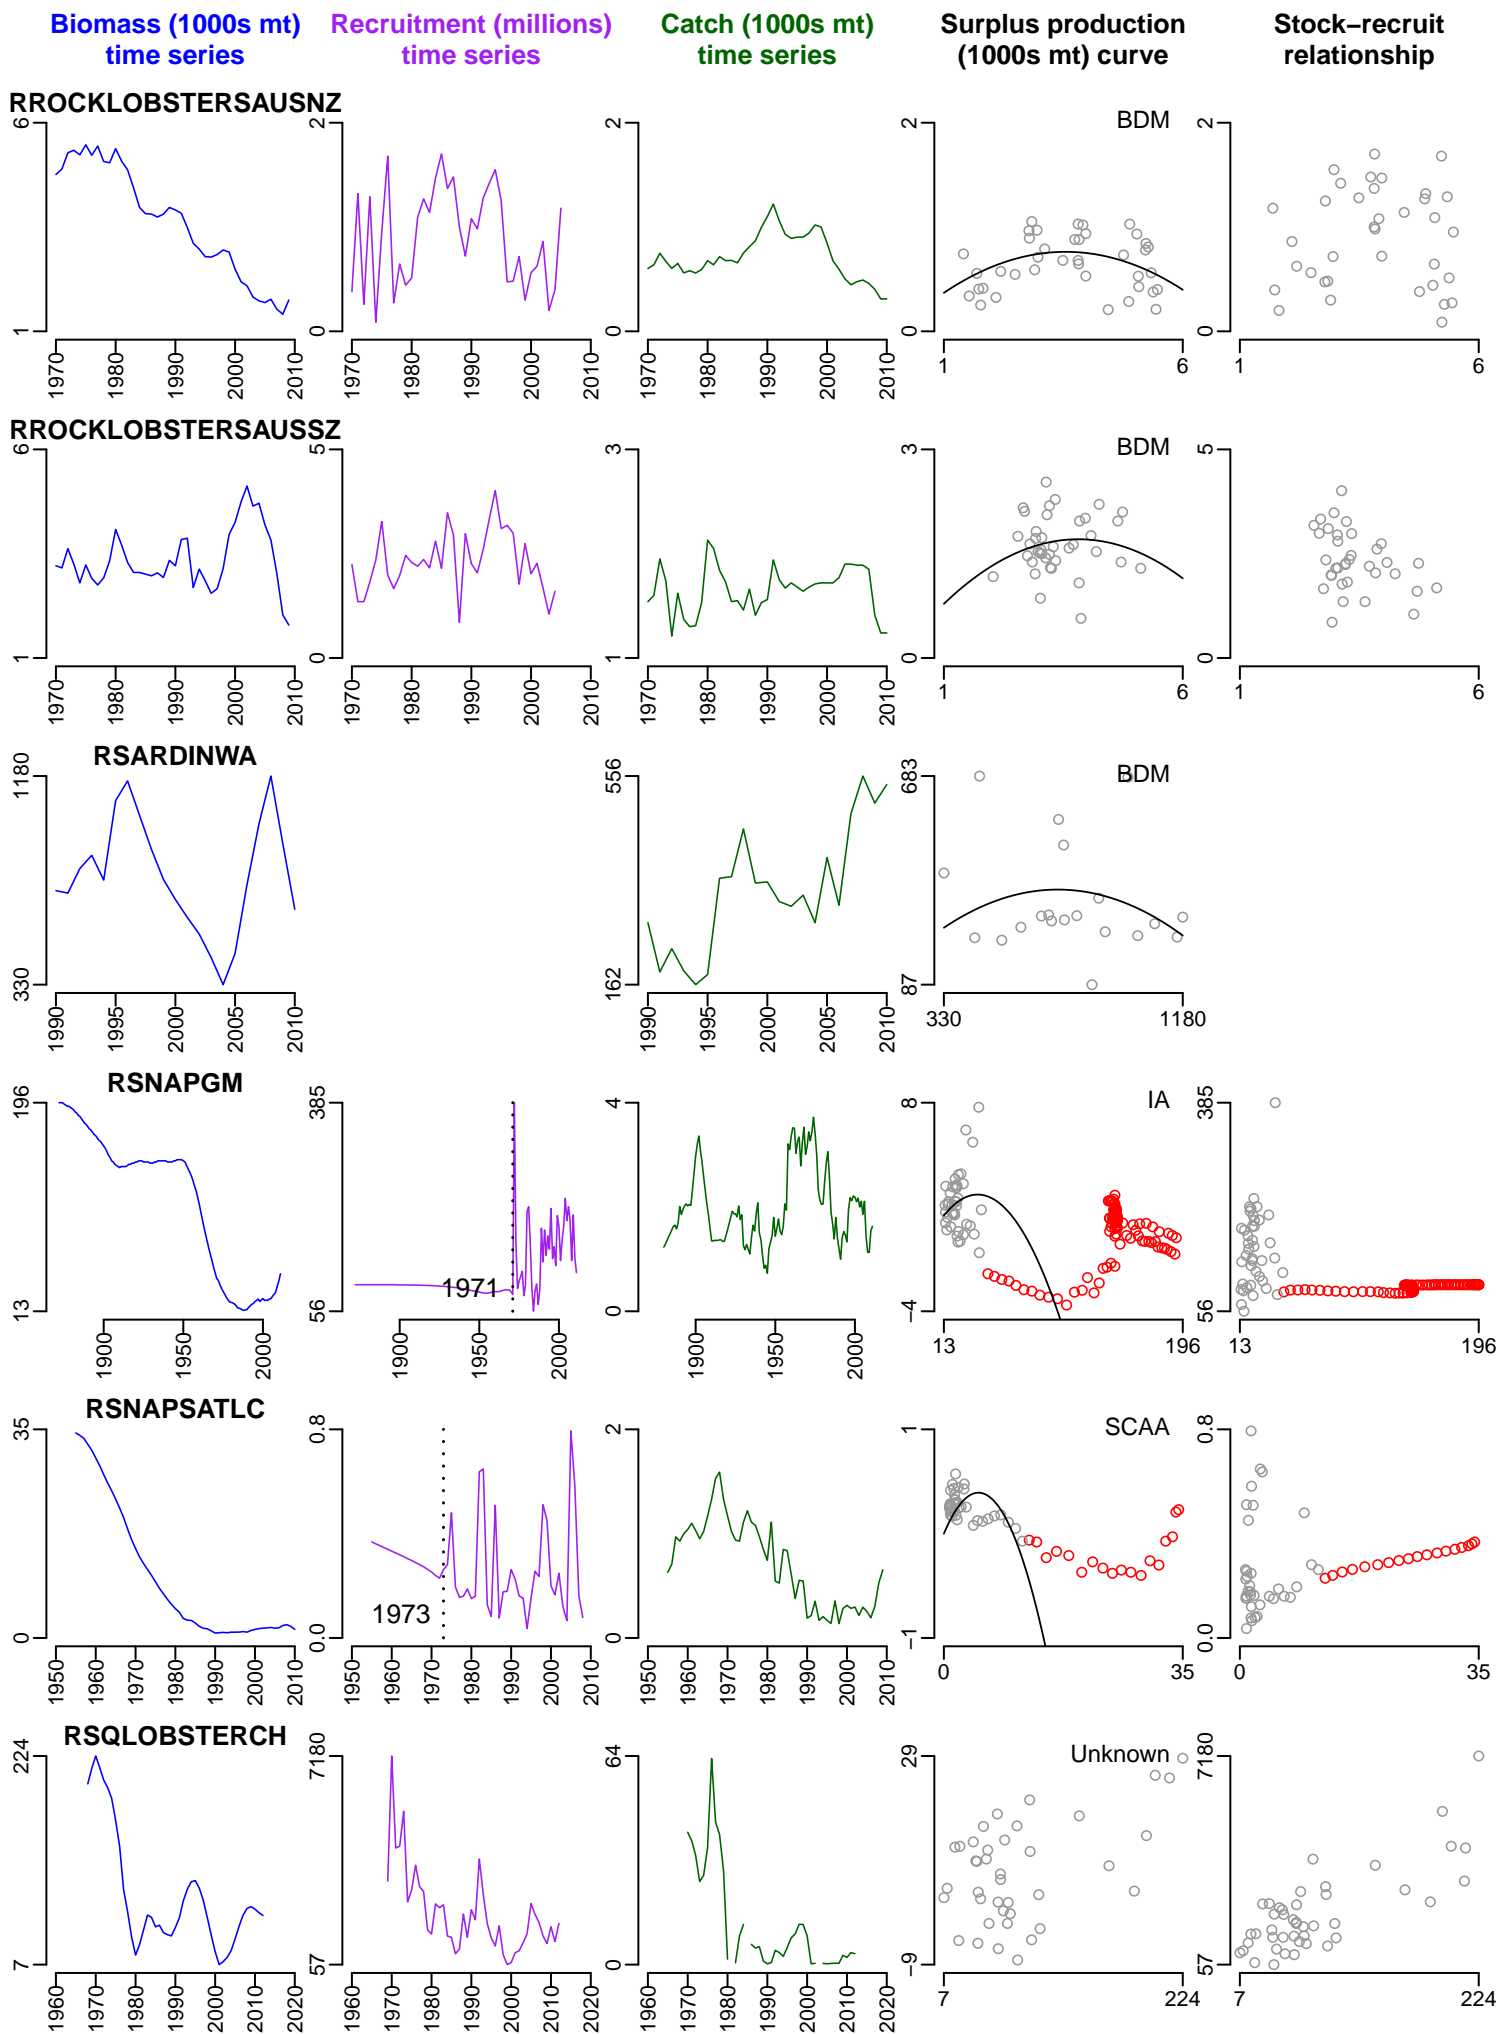 Biomass (1000s mt)
time series
Recruitment (millions)
time series
Catch (1000s mt)
time series
Surplus production
(1000s mt) curve
Stock−recruit
relationship
RROCKLOBSTERSAUSNZ
6
1
1970 1980 1990 2000 2010
2
0
1970 1980 1990 2000 2010
2
0
1970 1980 1990 2000 2010
BDM
2
0
1 6
2
0
1 6
RROCKLOBSTERSAUSSZ
6
1
1970 1980 1990 2000 2010
5
0
1970 1980 1990 2000 2010
3
1
1970 1980 1990 2000 2010
BDM
3
0
1 6
5
0
1 6
RSARDINWA
1180
330
1990 1995 2000 2005 2010
556
162
1990 1995 2000 2005 2010
BDM
683
87
330 1180
RSNAPGM
196
13
1900 1950 2000
385
56
1971
1900 1950 2000
4
0
1900 1950 2000
IA
8
−4
13 196
385
56
13 196
RSNAPSATLC
35
0
1950 1960 1970 1980 1990 2000 2010
0.8
0.0
1973
1950 1960 1970 1980 1990 2000 2010
2
0
1950 1960 1970 1980 1990 2000 2010
SCAA
1
−1
0 35
0.8
0.0
0 35
RSQLOBSTERCH
224
7
1960 1970 1980 1990 2000 2010 2020
7180
57
1960 1970 1980 1990 2000 2010 2020
64
0
1960 1970 1980 1990 2000 2010 2020
Unknown
29
−9
7 224
7180
57
7 224